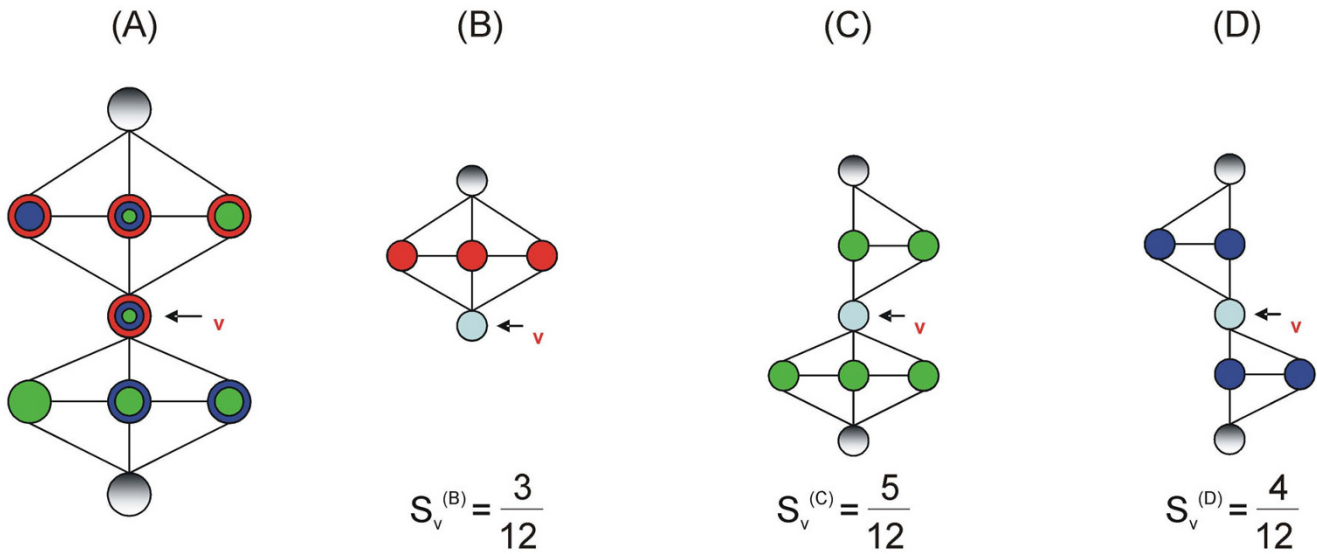 (A) (B) (C) (D)
v
v
v
v
S_v^(B) = 3/12
S_v^(C) = 5/12
S_v^(D) = 4/12